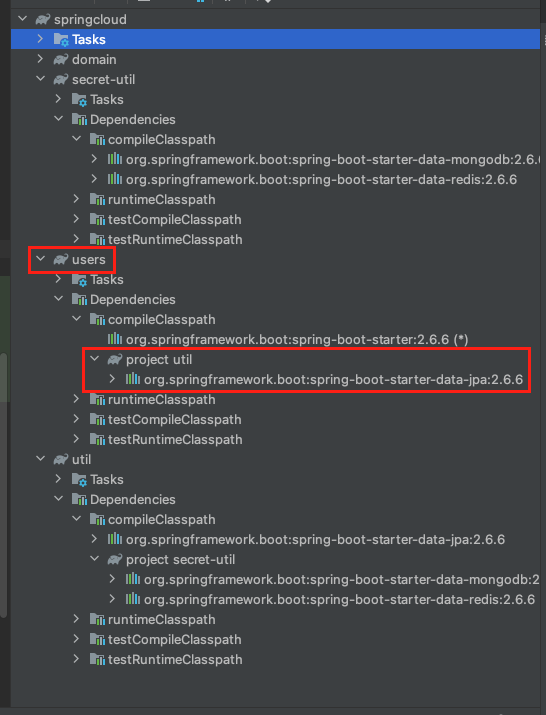 springcloud
Tasks
domain
secret-util
Tasks
Dependencies
compileClasspath
org.springframework.boot:spring-boot-starter-data-mongodb:2.6.
org.springframework.boot:spring-boot-starter-data-redis:2.6.6
runtimeClasspath
testCompileClasspath
testRuntimeClasspath
users
Tasks
Dependencies
compileClasspath
org.springframework.boot:spring-boot-starter:2.6.6 (*)
project util
org.springframework.boot:spring-boot-starter-data-jpa:2.6.6
runtimeClasspath
testCompileClasspath
testRuntimeClasspath
util
Tasks
Dependencies
compileClasspath
org.springframework.boot:spring-boot-starter-data-jpa:2.6.6
project secret-util
org.springframework.boot:spring-boot-starter-data-mongodb:2
org.springframework.boot:spring-boot-starter-data-redis:2.6.6
runtimeClasspath
testCompileClasspath
testRuntimeClasspath